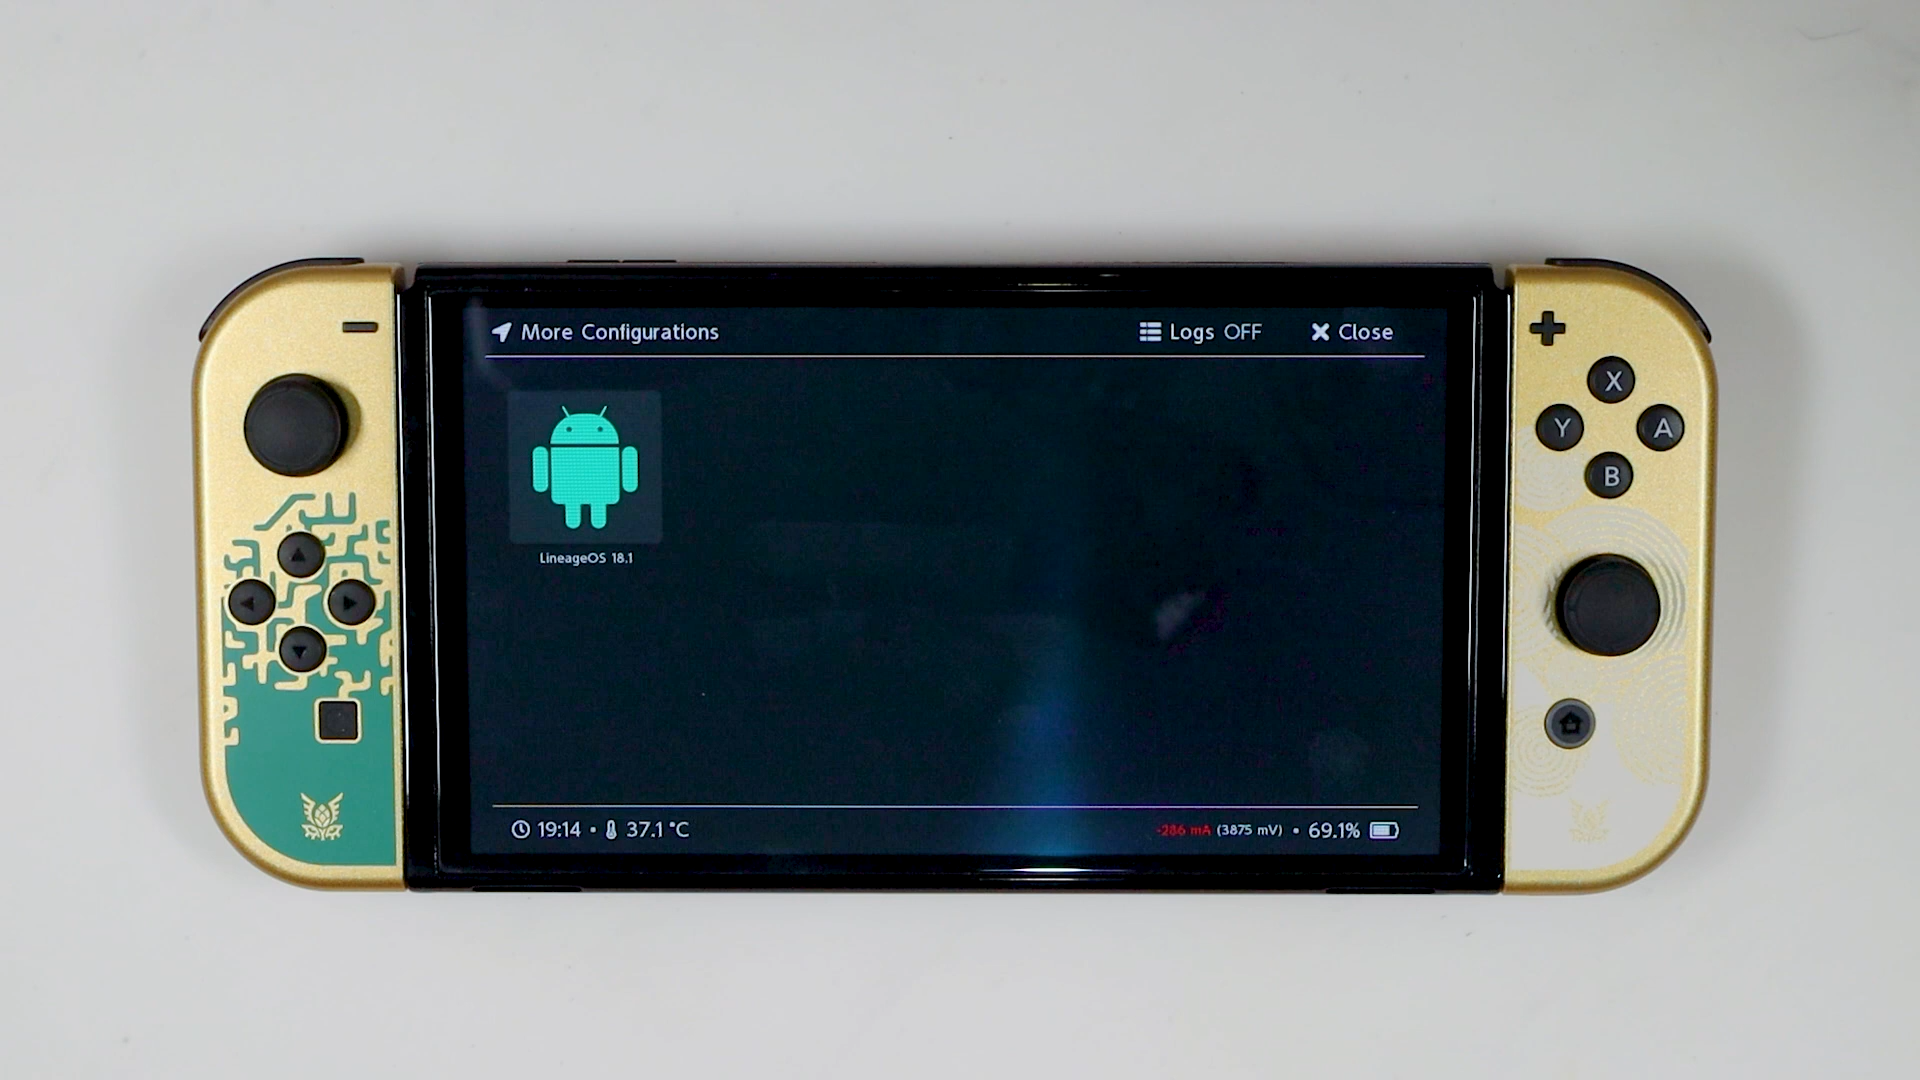 More Configurations
Logs OFF
Close
LineageOS 18.1
19:14 • 37.1 °C
-286 mA (3875 mV) • 69.1%
X
Y
A
B